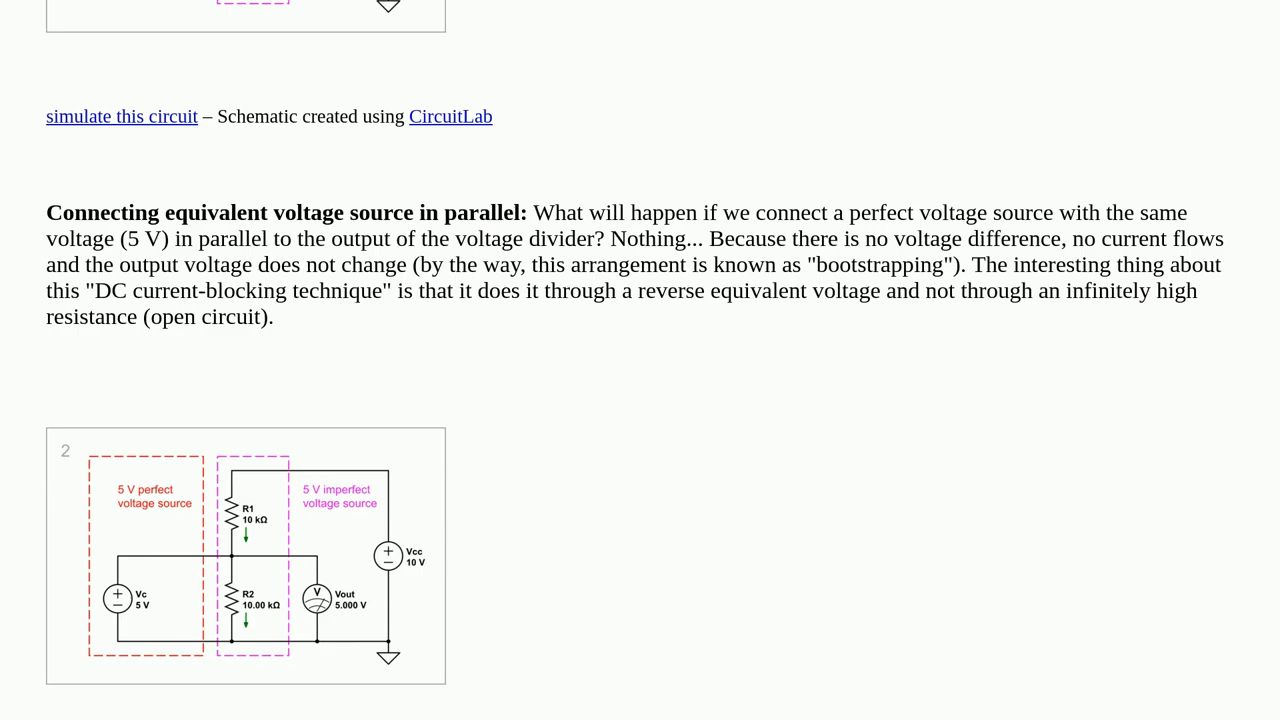 simulate this circuit – Schematic created using CircuitLab
Connecting equivalent voltage source in parallel: What will happen if we connect a perfect voltage source with the same
voltage (5 V) in parallel to the output of the voltage divider? Nothing... Because there is no voltage difference, no current flows
and the output voltage does not change (by the way, this arrangement is known as "bootstrapping"). The interesting thing about
this "DC current-blocking technique" is that it does it through a reverse equivalent voltage and not through an infinitely high
resistance (open circuit).
2
5 V perfect
voltage source
5 V imperfect
voltage source
R1
10 kΩ
Vcc
10 V
Vc
5 V
R2
10.00 kΩ
V
Vout
5.000 V